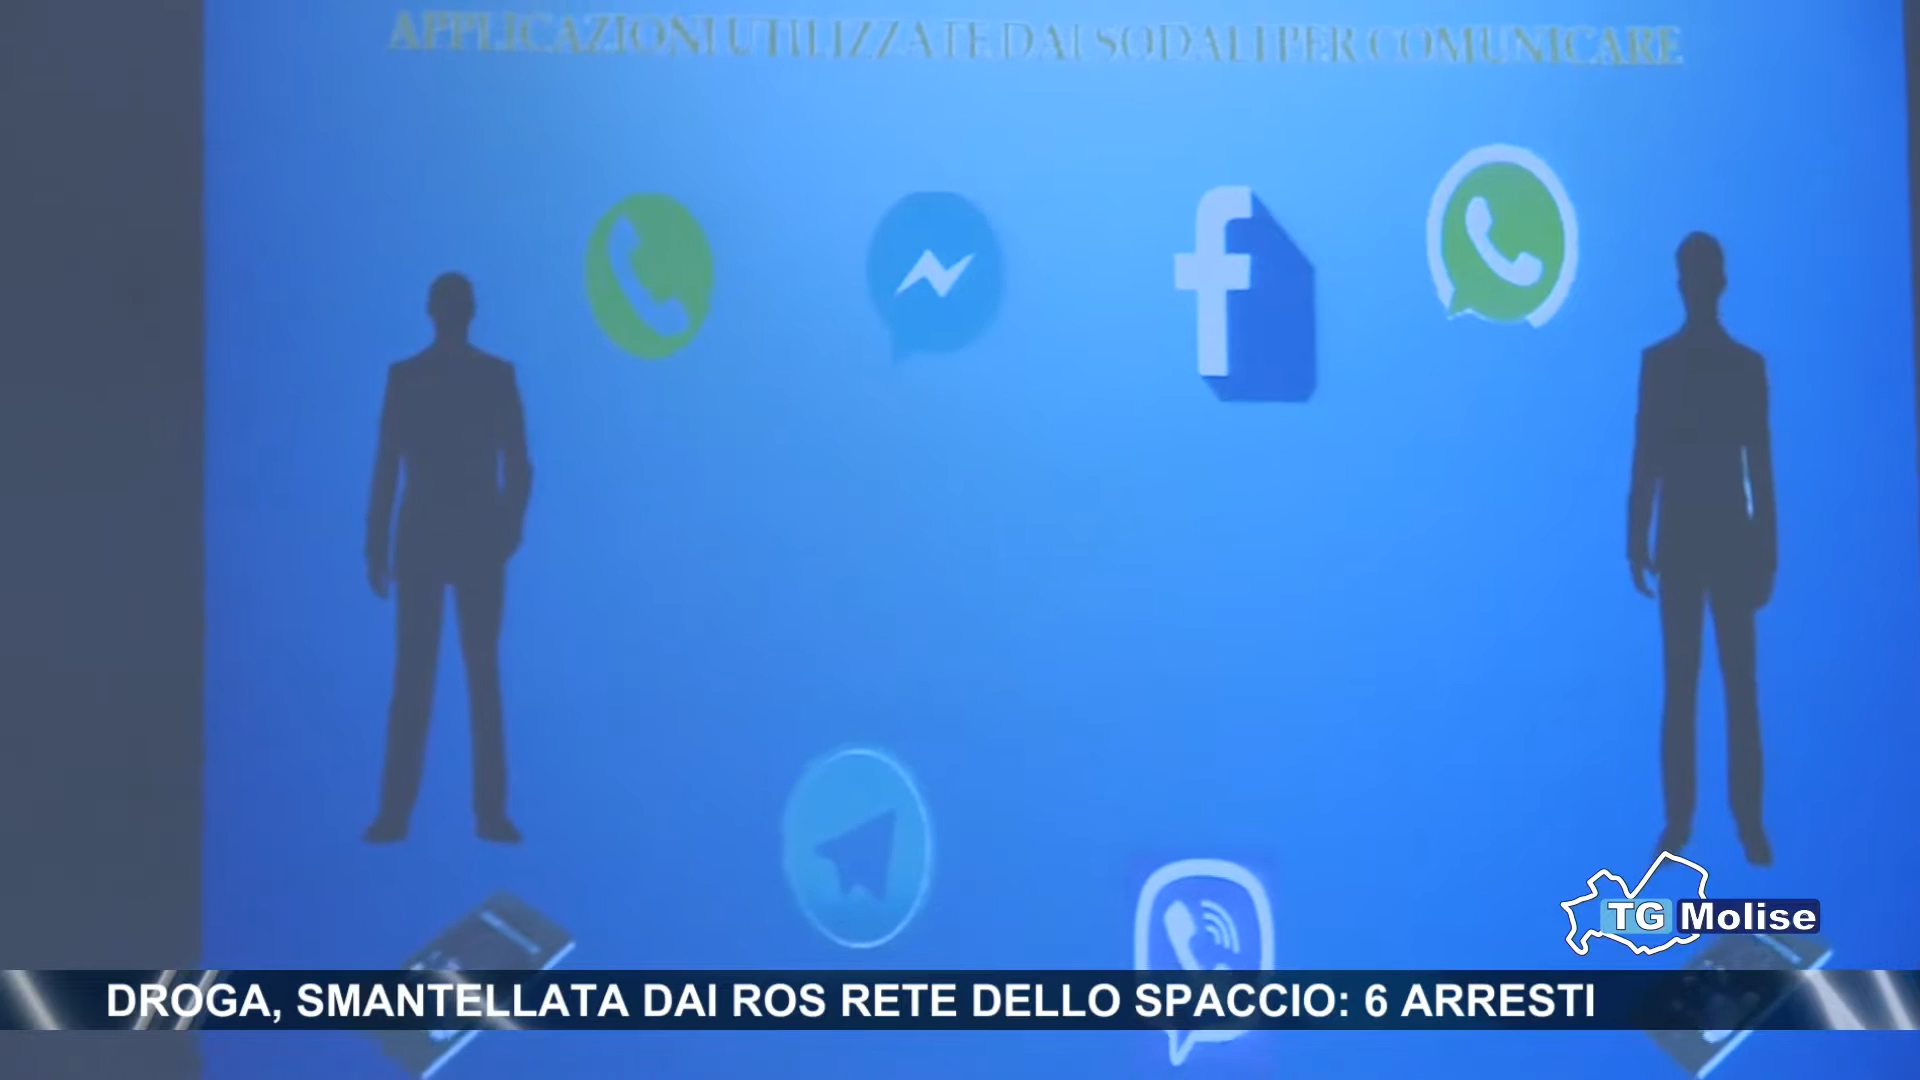 APPLICAZIONI UTILIZZATE DAI SODALI PER COMUNICARE
TG Molise
DROGA, SMANTELLATA DAI ROS RETE DELLO SPACCIO: 6 ARRESTI